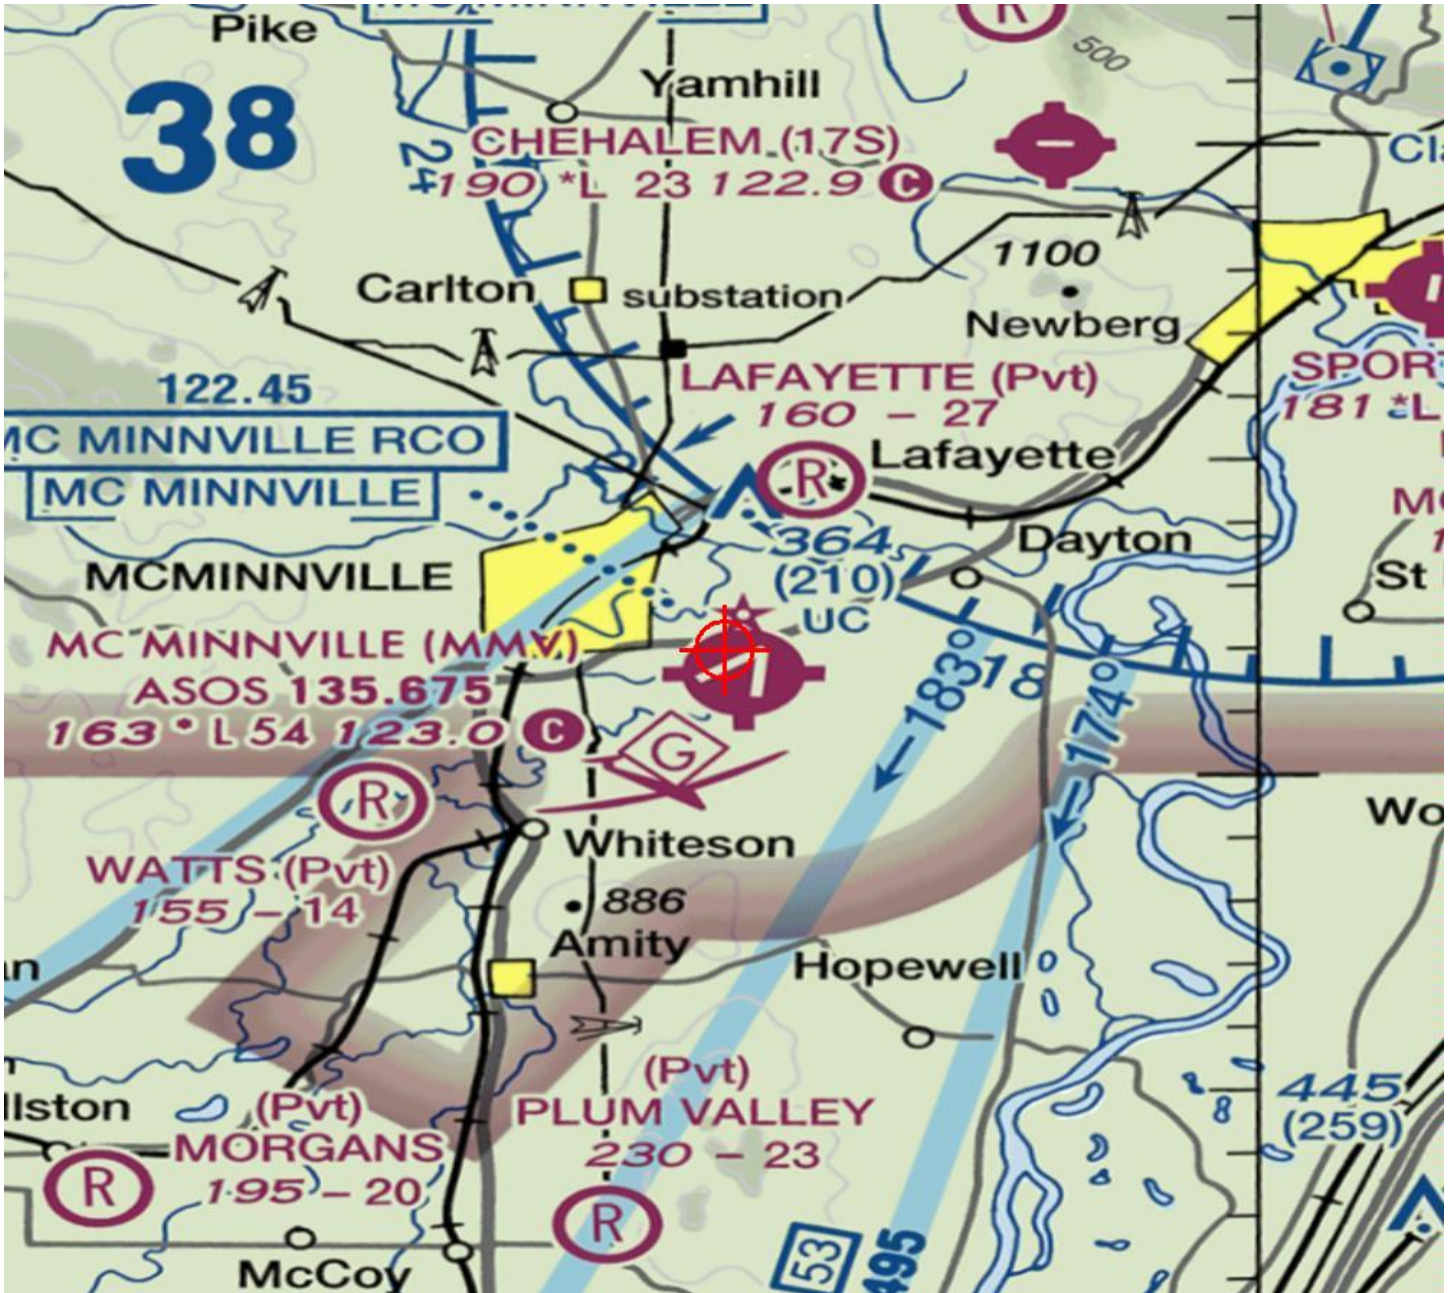 Pike
38
Yamhill
500
CHEHALEM (17S)
190 *L 23 122.9 C
24
Cla
1100
Carlton
substation
Newberg
122.45
LAFAYETTE (Pvt)
160 - 27
SPORT
181 *L
MC MINNVILLE RCO
R
Lafayette
MC MINNVILLE
364
(210)
UC
Dayton
St
MCMINNVILLE
MC MINNVILLE (MMV)
ASOS 135.675
163 * L 54 123.0 C
183°
18
174°
G
R
Whiteson
Wo
WATTS (Pvt)
155 - 14
886
Amity
Hopewell
(Pvt)
PLUM VALLEY
230 - 23
445
(259)
(Pvt)
MORGANS
195 - 20
R
R
53
495
McCoy